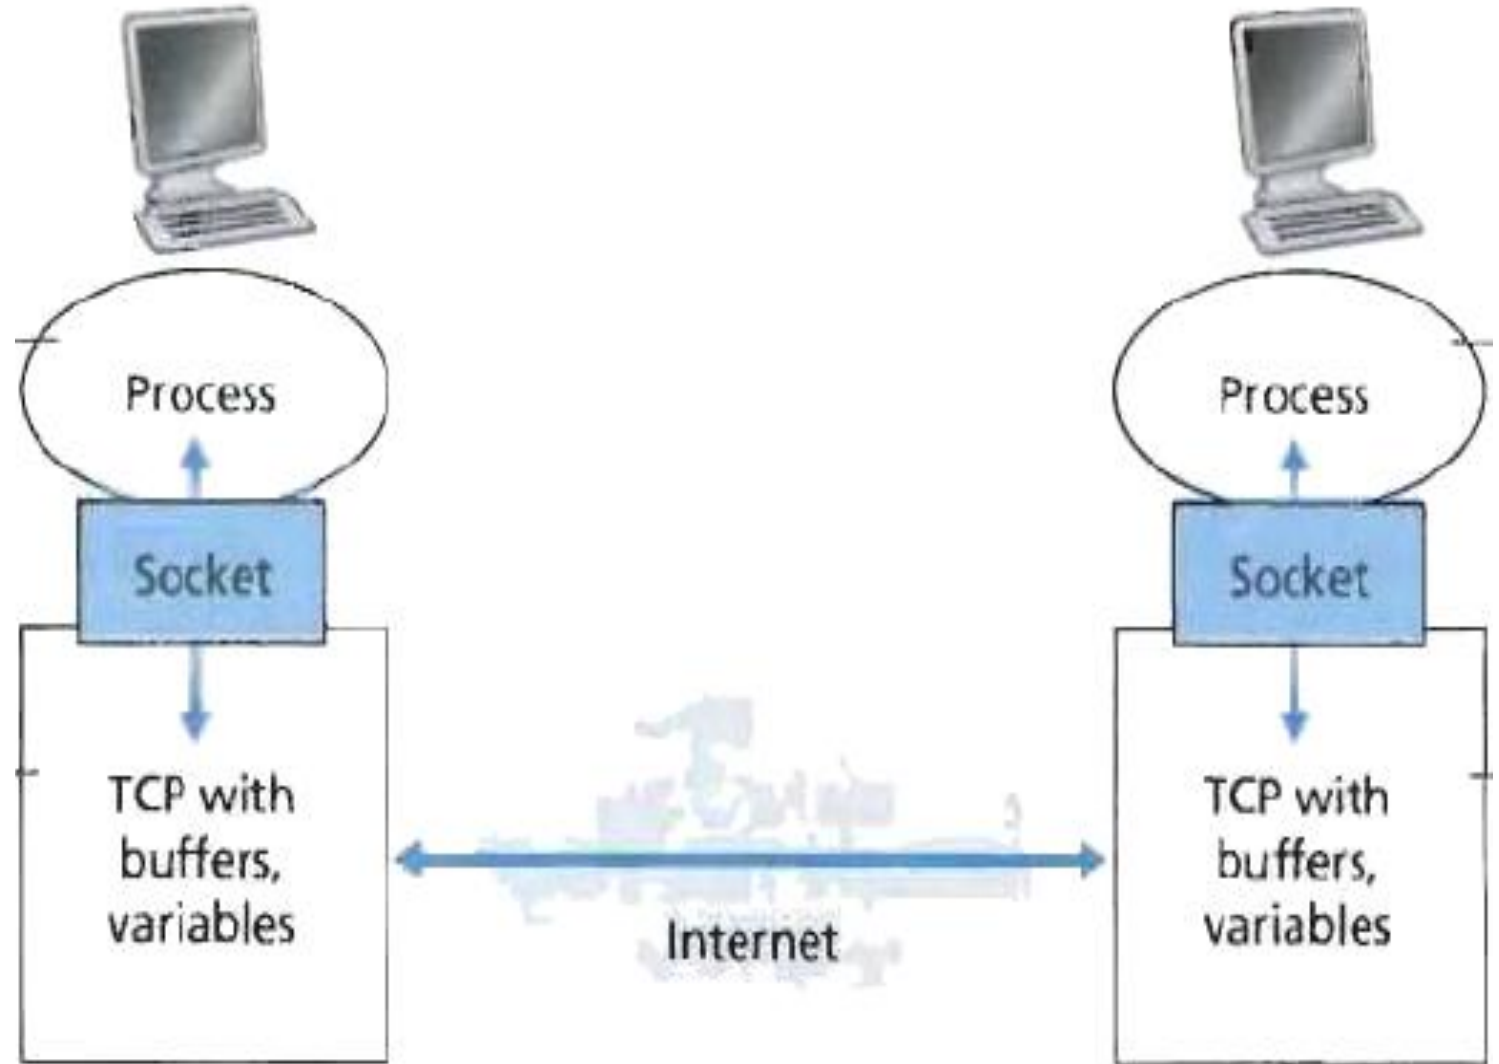 Process
Process
Socket
Socket
TCP with
buffers,
variables
TCP with
buffers,
variables
Internet